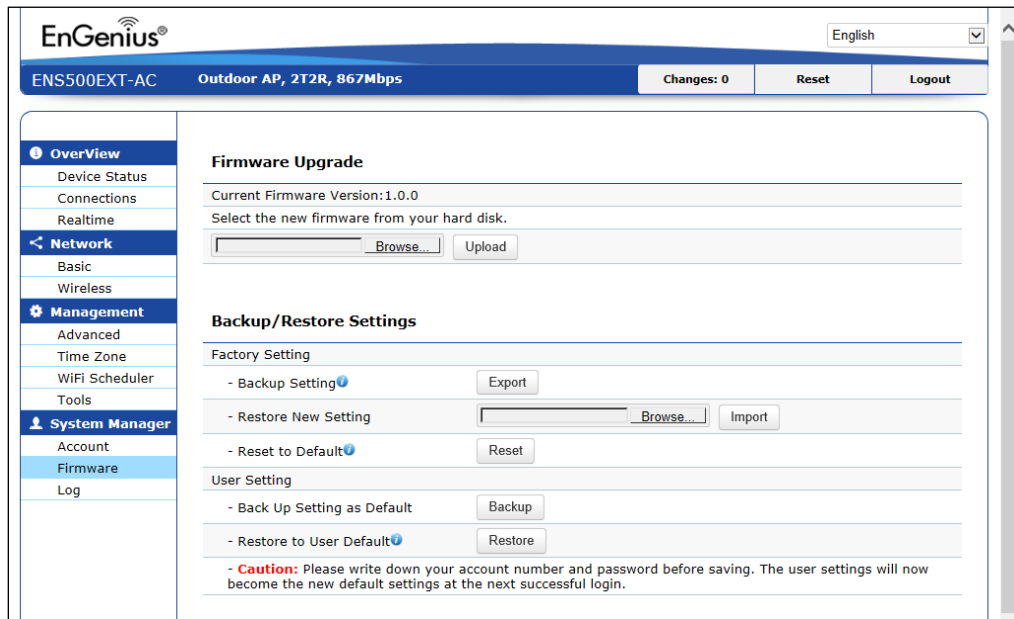 EnGenius®
English
ENS500EXT-AC Outdoor AP, 2T2R, 867Mbps Changes: 0 Reset Logout
OverView
Device Status
Connections
Realtime
Network
Basic
Wireless
Management
Advanced
Time Zone
WiFi Scheduler
Tools
System Manager
Account
Firmware
Log
Firmware Upgrade
Current Firmware Version:1.0.0
Select the new firmware from your hard disk.
Browse... Upload
Backup/Restore Settings
Factory Setting
- Backup Setting Export
- Restore New Setting Browse... Import
- Reset to Default Reset
User Setting
- Back Up Setting as Default Backup
- Restore to User Default Restore
- Caution: Please write down your account number and password before saving. The user settings will now
become the new default settings at the next successful login.